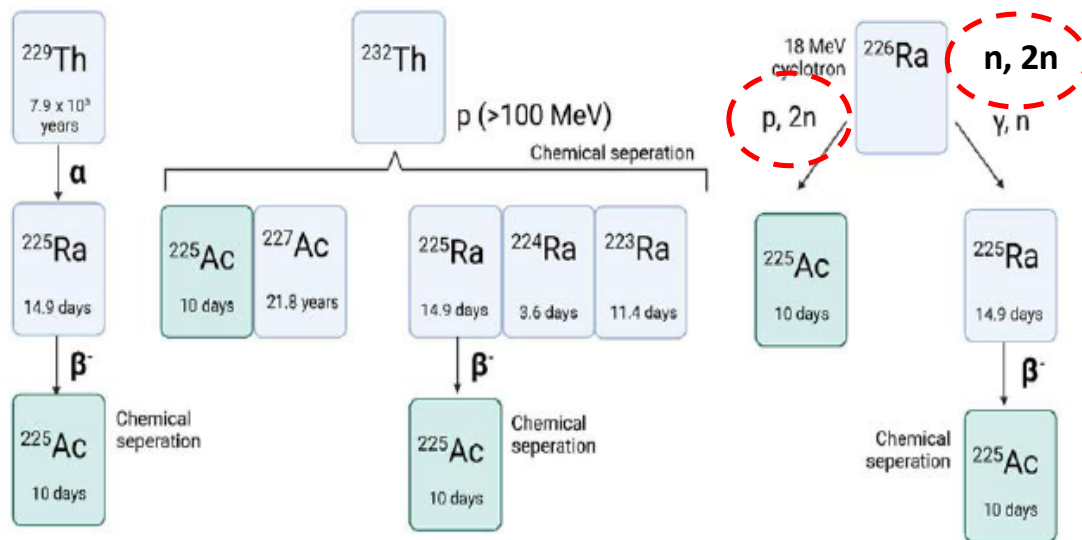 ²²⁹Th
7.9 x 10³
years
α
²²⁵Ra
14.9 days
β⁻
²²⁵Ac
10 days
Chemical
seperation
²³²Th
p (>100 MeV)
Chemical seperation
²²⁵Ac
10 days
²²⁷Ac
21.8 years
²²⁵Ra
14.9 days
²²⁴Ra
3.6 days
²²³Ra
11.4 days
β⁻
²²⁵Ac
10 days
Chemical
seperation
18 MeV
cyclotron
²²⁶Ra
n, 2n
p, 2n
γ, n
²²⁵Ac
10 days
²²⁵Ra
14.9 days
β⁻
Chemical
seperation
²²⁵Ac
10 days